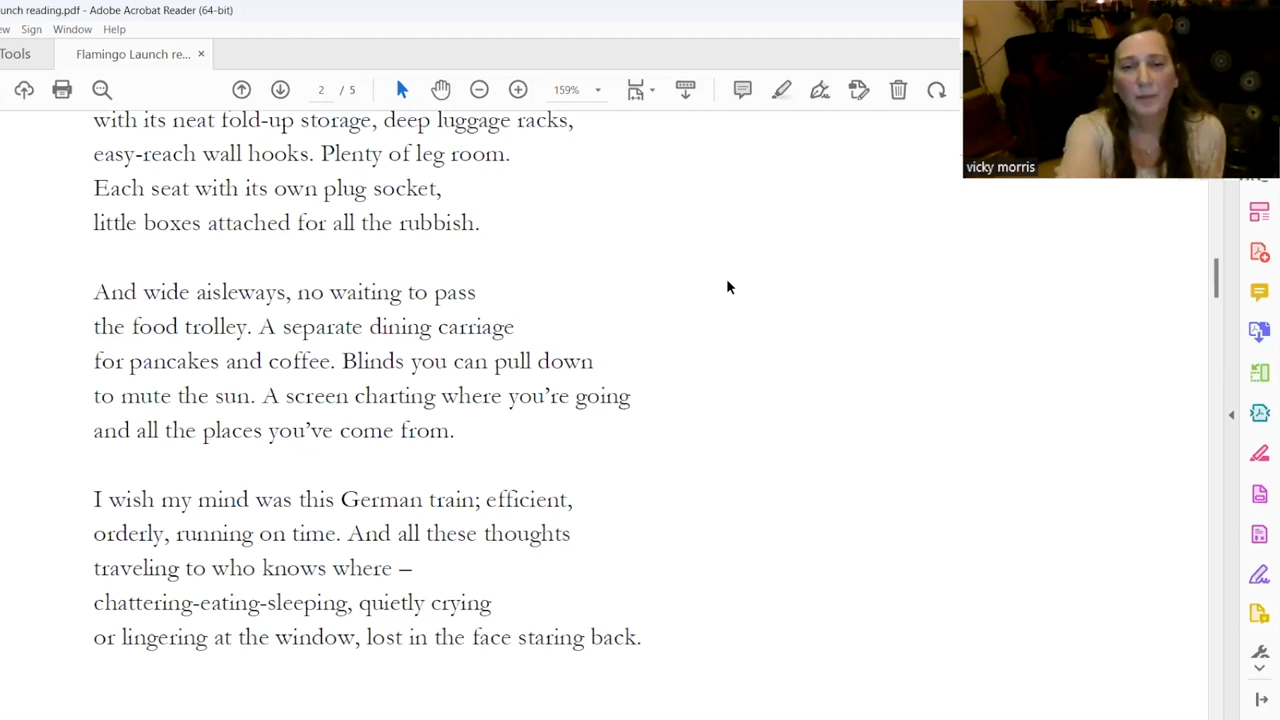 unch reading.pdf - Adobe Acrobat Reader (64-bit)
ew Sign Window Help
Tools
Flamingo Launch re... ×
2 / 5
159%
with its neat fold-up storage, deep luggage racks,
easy-reach wall hooks. Plenty of leg room.
Each seat with its own plug socket,
little boxes attached for all the rubbish.
And wide aisleways, no waiting to pass
the food trolley. A separate dining carriage
for pancakes and coffee. Blinds you can pull down
to mute the sun. A screen charting where you’re going
and all the places you’ve come from.
I wish my mind was this German train; efficient,
orderly, running on time. And all these thoughts
traveling to who knows where –
chattering-eating-sleeping, quietly crying
or lingering at the window, lost in the face staring back.
vicky morris